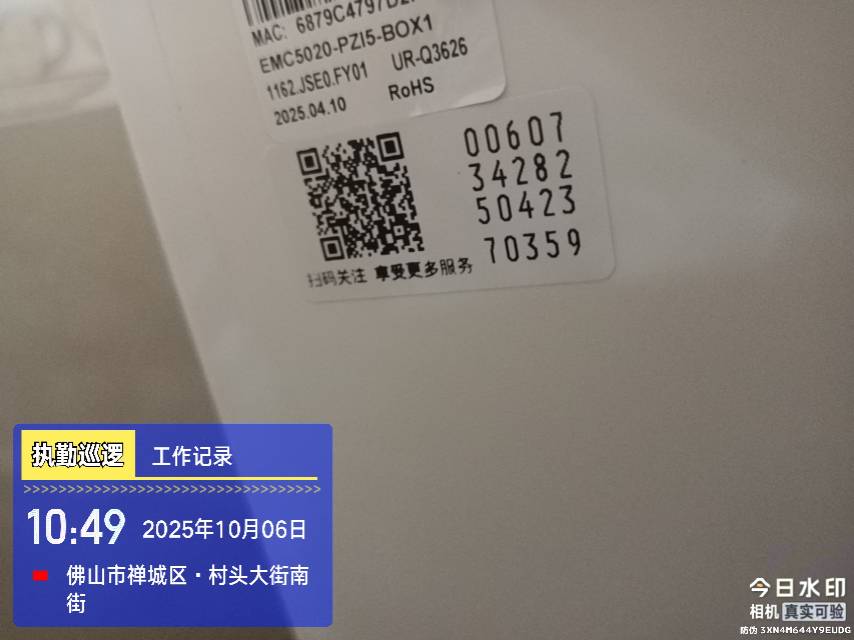 MAC: 6879C4797D2
EMC5020-PZI5-BOX1
1162.JSE0.FY01 UR-Q3626
2025.04.10 RoHS
00607
34282
50423
70359
扫码关注 享受更多服务
执勤巡逻 工作记录
>>>>>>>>>>>>>>>>>>>>>>>>>>>>>>>>>>>>>>>
10:49 2025年10月06日
佛山市禅城区·村头大街南
街
今日水印
相机 真实可验
防伪 3XN4M644Y9EUDG